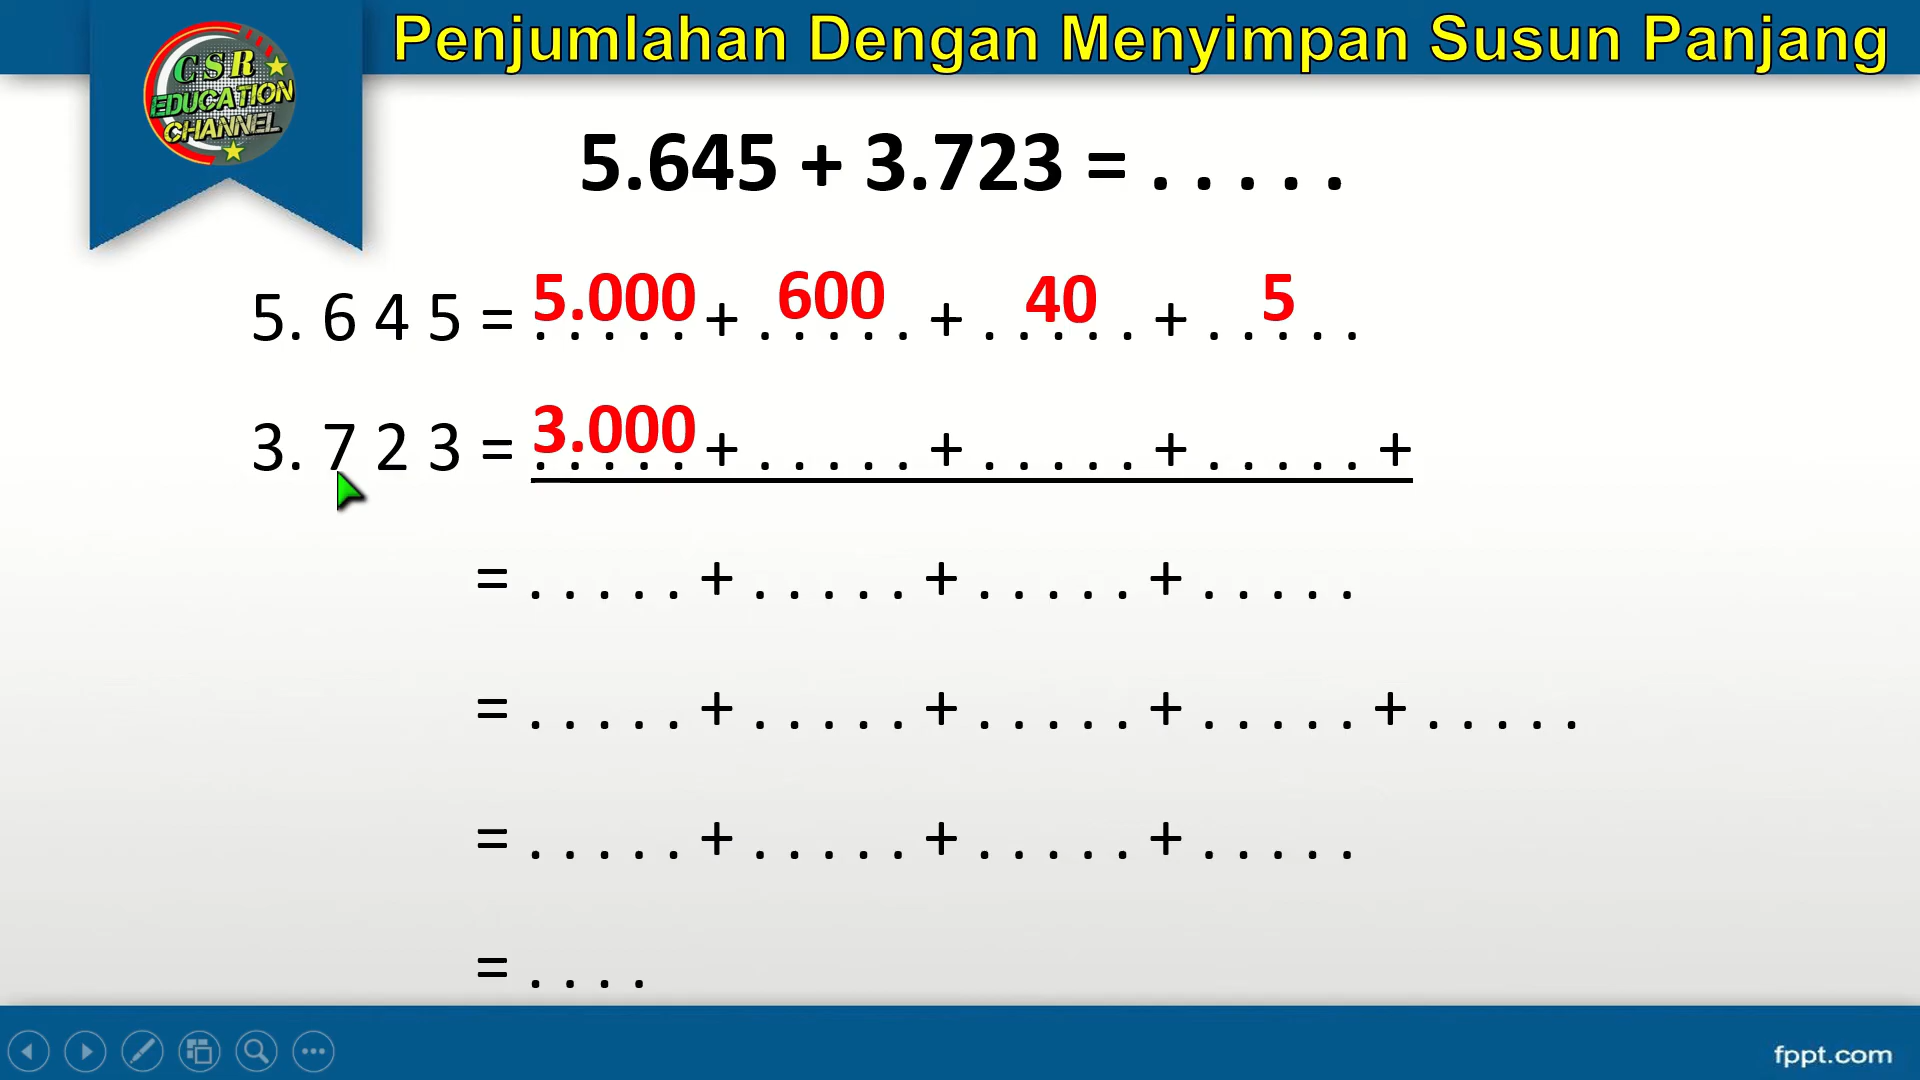 Penjumlahan Dengan Menyimpan Susun Panjang
CSR
EDUCATION
CHANNEL
5.645 + 3.723 = . . . . .
5. 6 4 5 = 5.000 + 600 + 40 + 5
3. 7 2 3 = 3.000 + . . . . . + . . . . . + . . . . . +
= . . . . . + . . . . . + . . . . . + . . . . .
= . . . . . + . . . . . + . . . . . + . . . . . + . . . . .
= . . . . . + . . . . . + . . . . . + . . . . .
= . . . .
fppt.com